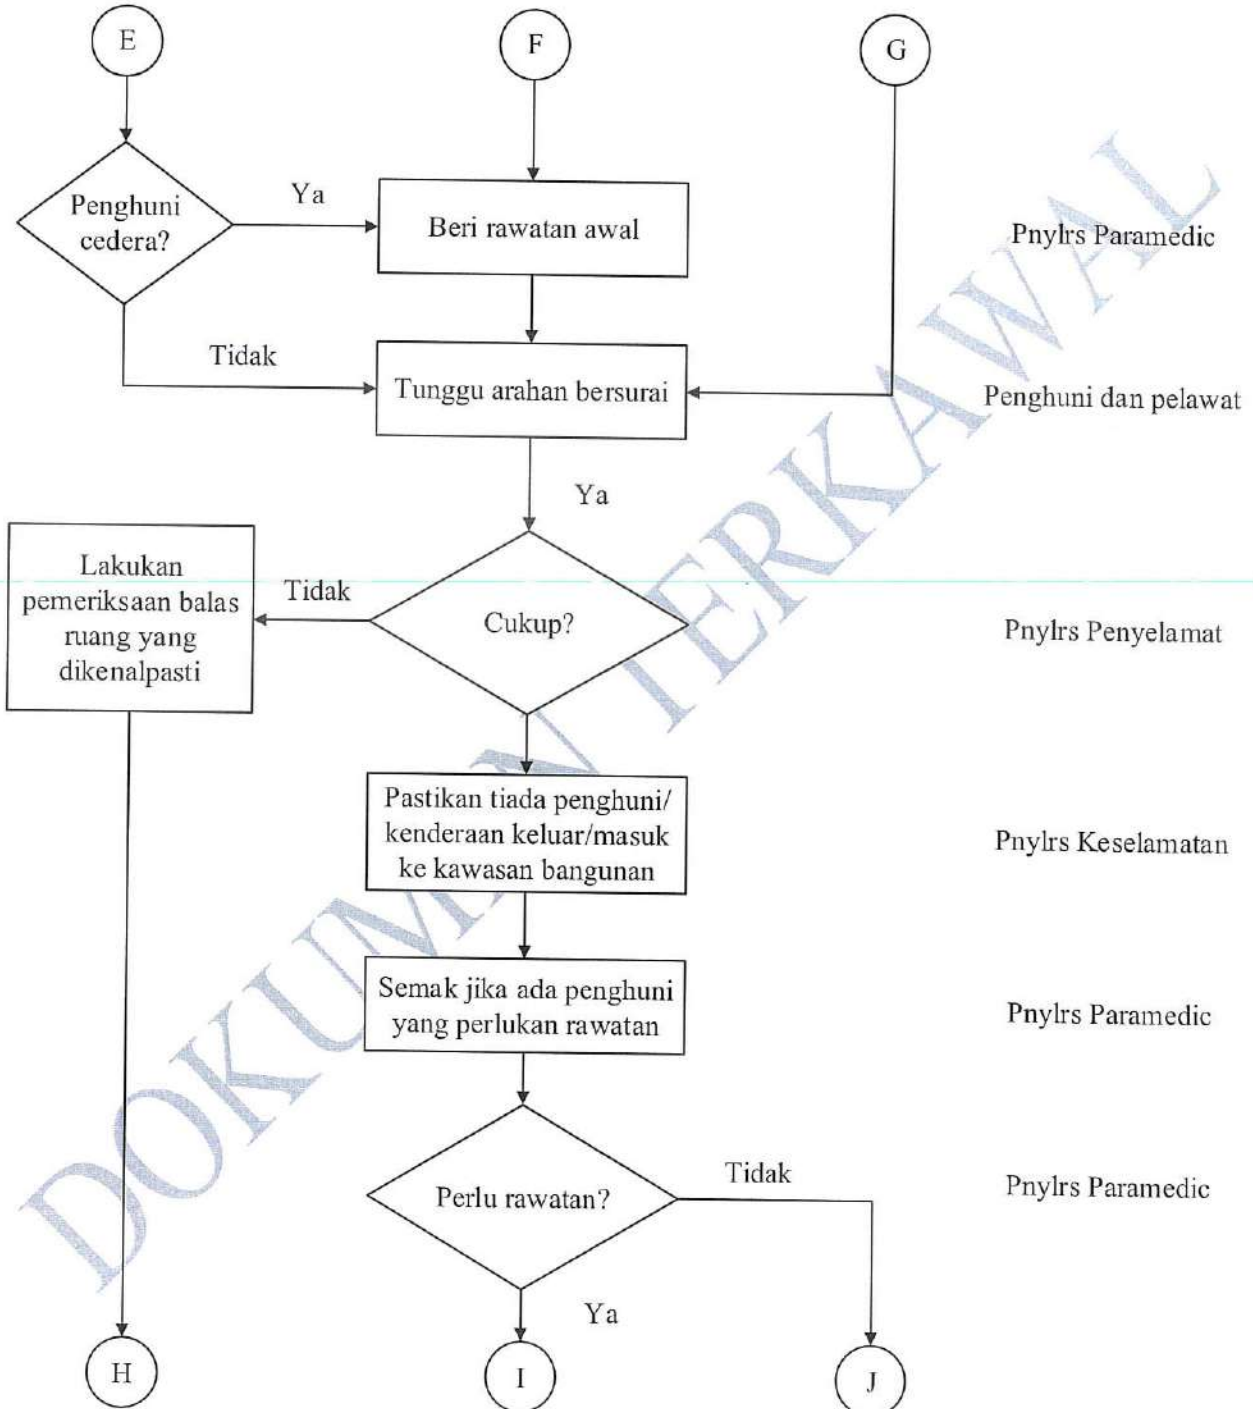 E
F
G
Penghuni
cedera?
Ya
Beri rawatan awal
Pnylrs Paramedic
Tidak
Tunggu arahan bersurai
Penghuni dan pelawat
Ya
Lakukan
pemeriksaan balas
ruang yang
dikenalpasti
Tidak
Cukup?
Pnylrs Penyelamat
Pastikan tiada penghuni/
kenderaan keluar/masuk
ke kawasan bangunan
Pnylrs Keselamatan
Semak jika ada penghuni
yang perlukan rawatan
Pnylrs Paramedic
Perlu rawatan?
Tidak
Pnylrs Paramedic
Ya
H
I
J
DOKUMEN TERKAWAL